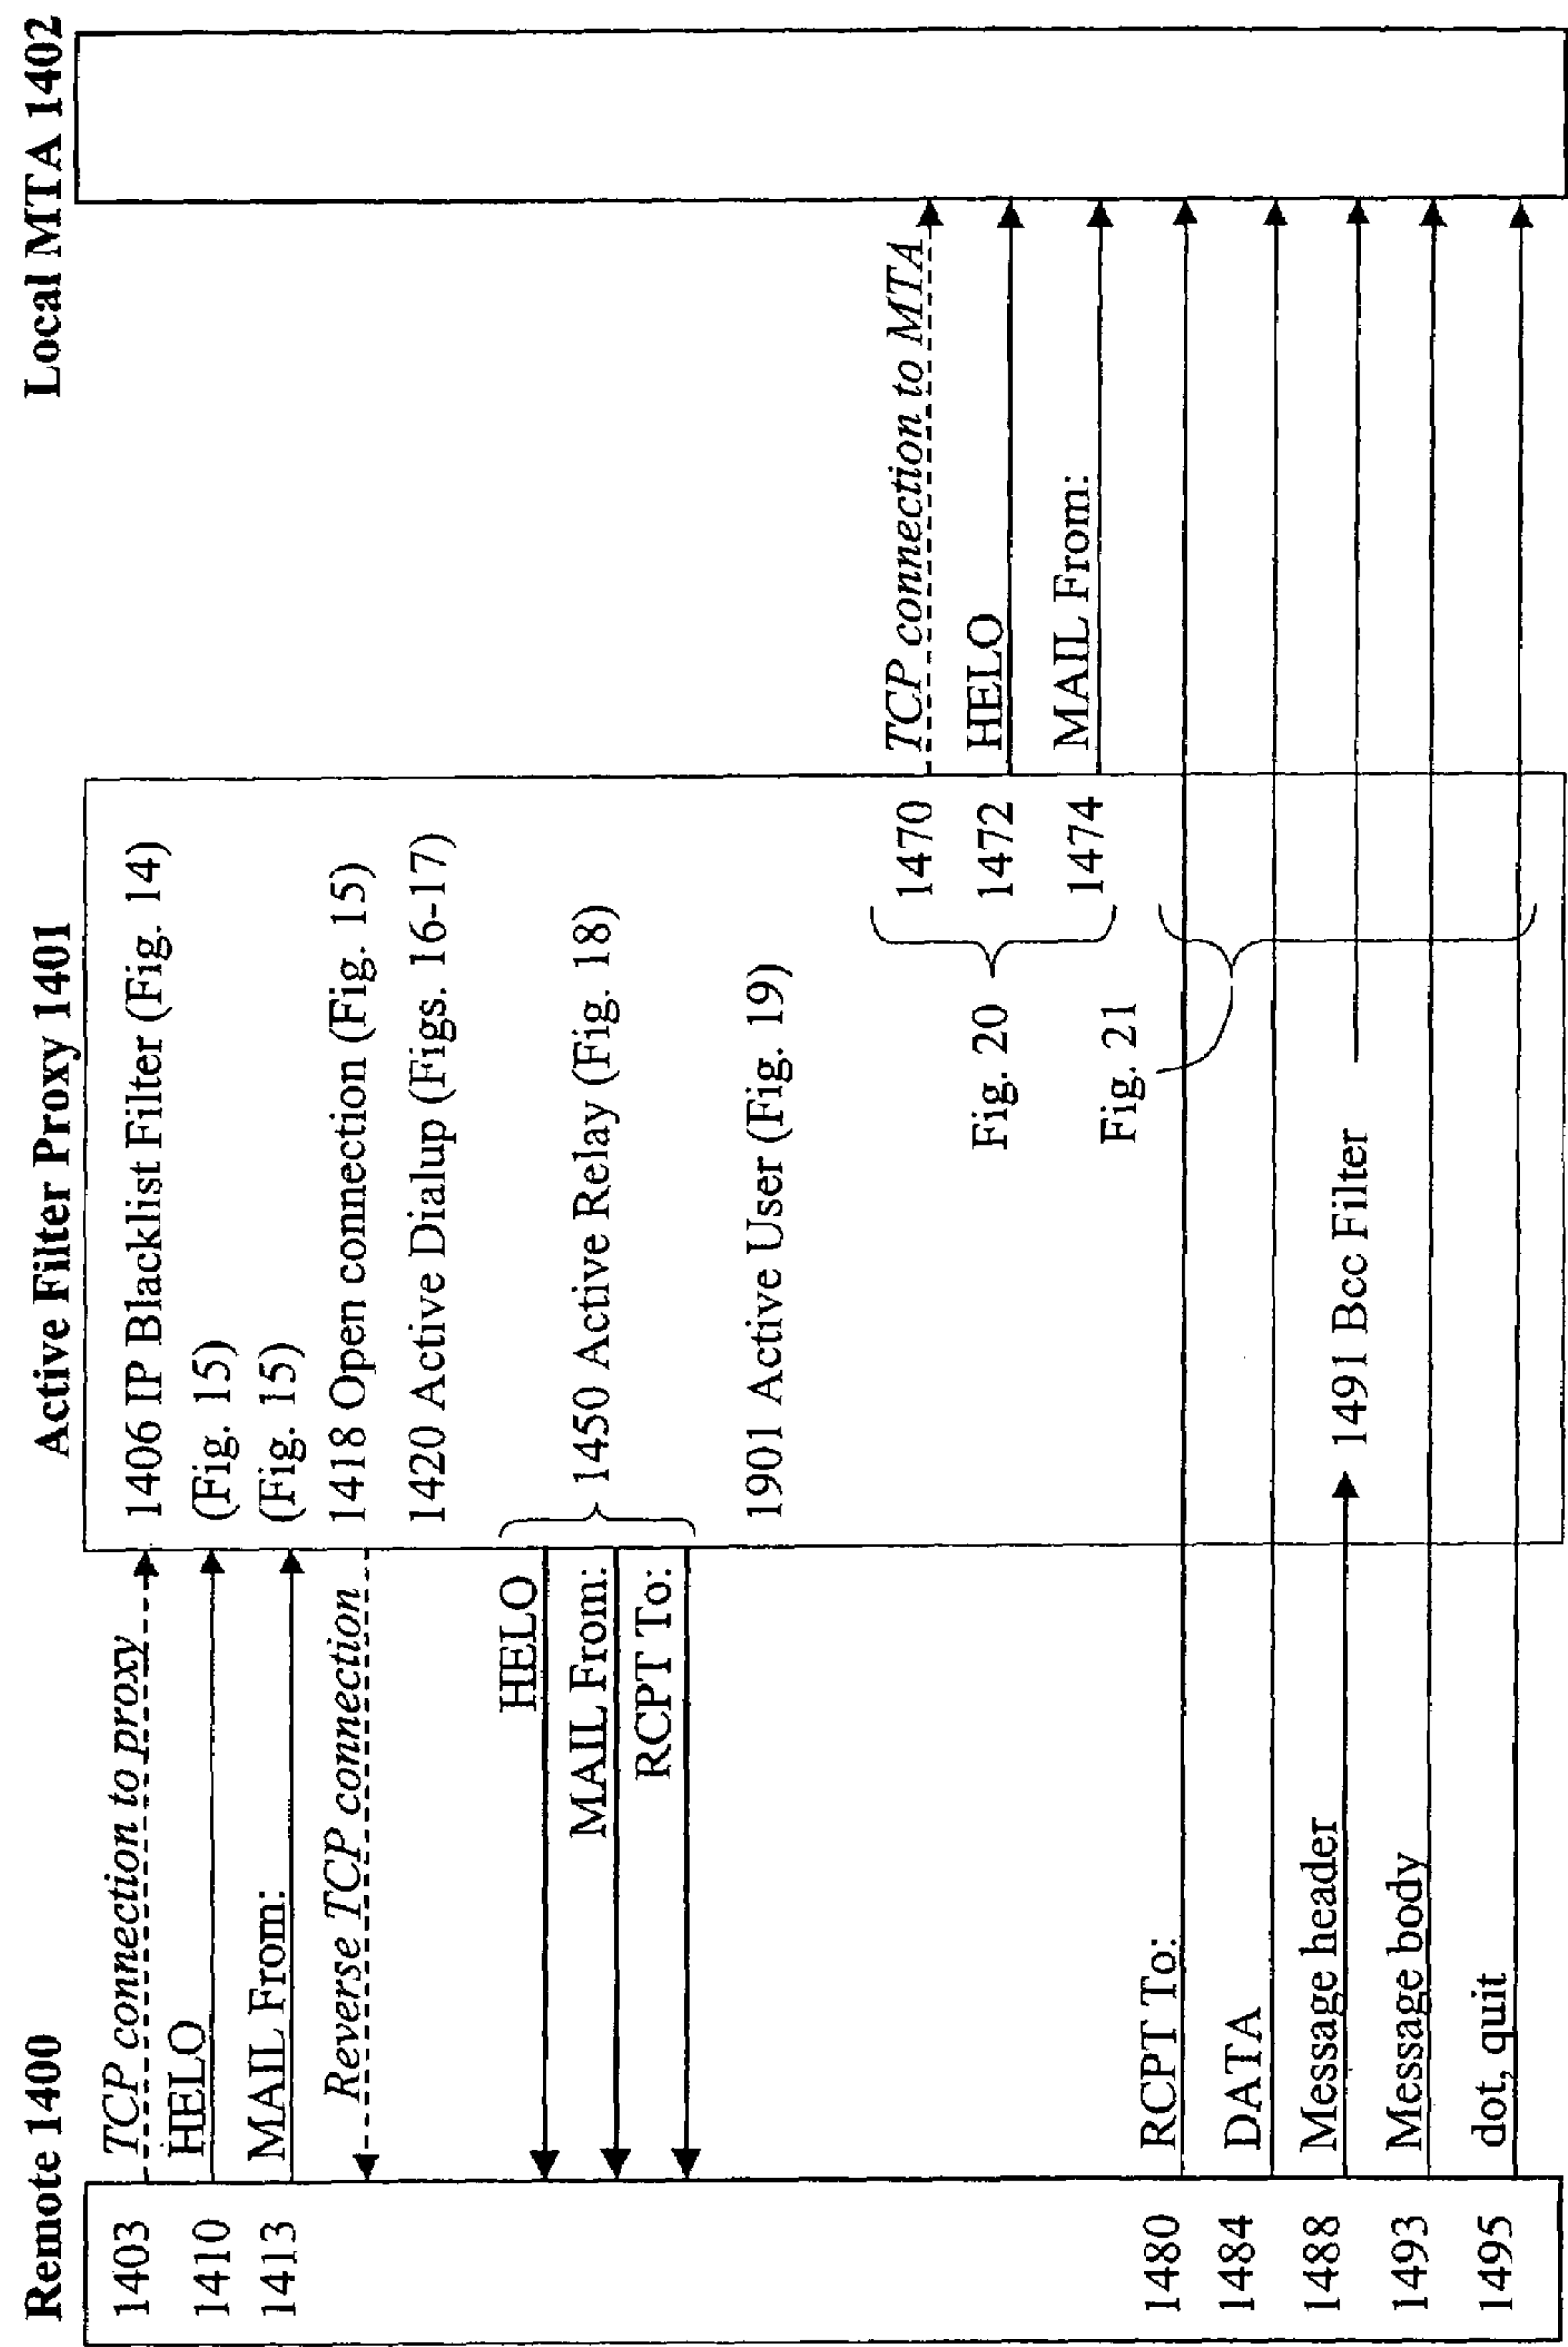 Remote 1400
Active Filter Proxy 1401
Local MTA 1402
1403
TCP connection to proxy
1406 IP Blacklist Filter (Fig. 14)
1410
HELO
(Fig. 15)
1413
MAIL From:
(Fig. 15)
Reverse TCP connection
1418 Open connection (Fig. 15)
1420 Active Dialup (Figs. 16-17)
HELO
MAIL From:
RCPT To:
1450 Active Relay (Fig. 18)
1901 Active User (Fig. 19)
1470
TCP connection to MTA
Fig. 20
1472
HELO
1474
MAIL From:
Fig. 21
1480
RCPT To:
1484
DATA
1488
Message header
1491 Bcc Filter
1493
Message body
1495
dot, quit